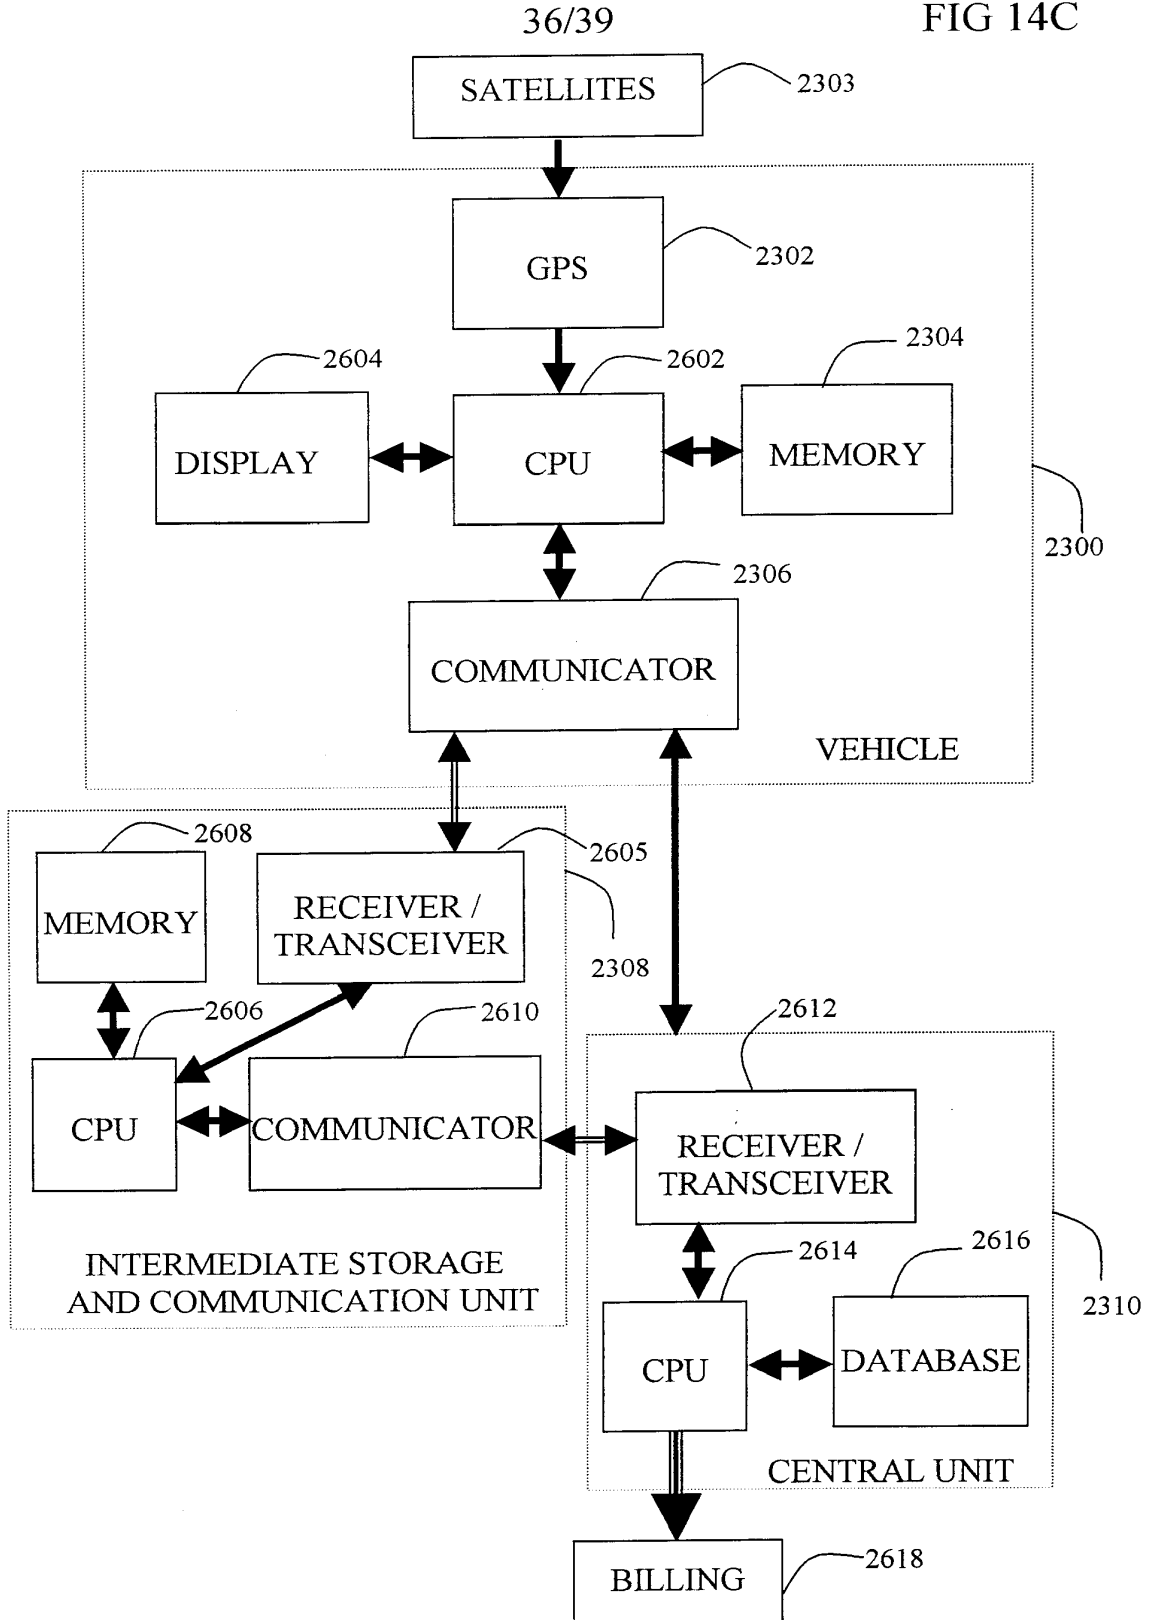 36/39
FIG 14C
SATELLITES
2303
GPS
2302
2604
2602
2304
DISPLAY
CPU
MEMORY
2300
2306
COMMUNICATOR
VEHICLE
2608
2605
MEMORY
RECEIVER /
TRANSCEIVER
2308
2606
2610
2612
CPU
COMMUNICATOR
RECEIVER /
TRANSCEIVER
INTERMEDIATE STORAGE
AND COMMUNICATION UNIT
2614
2616
2310
CPU
DATABASE
CENTRAL UNIT
BILLING
2618